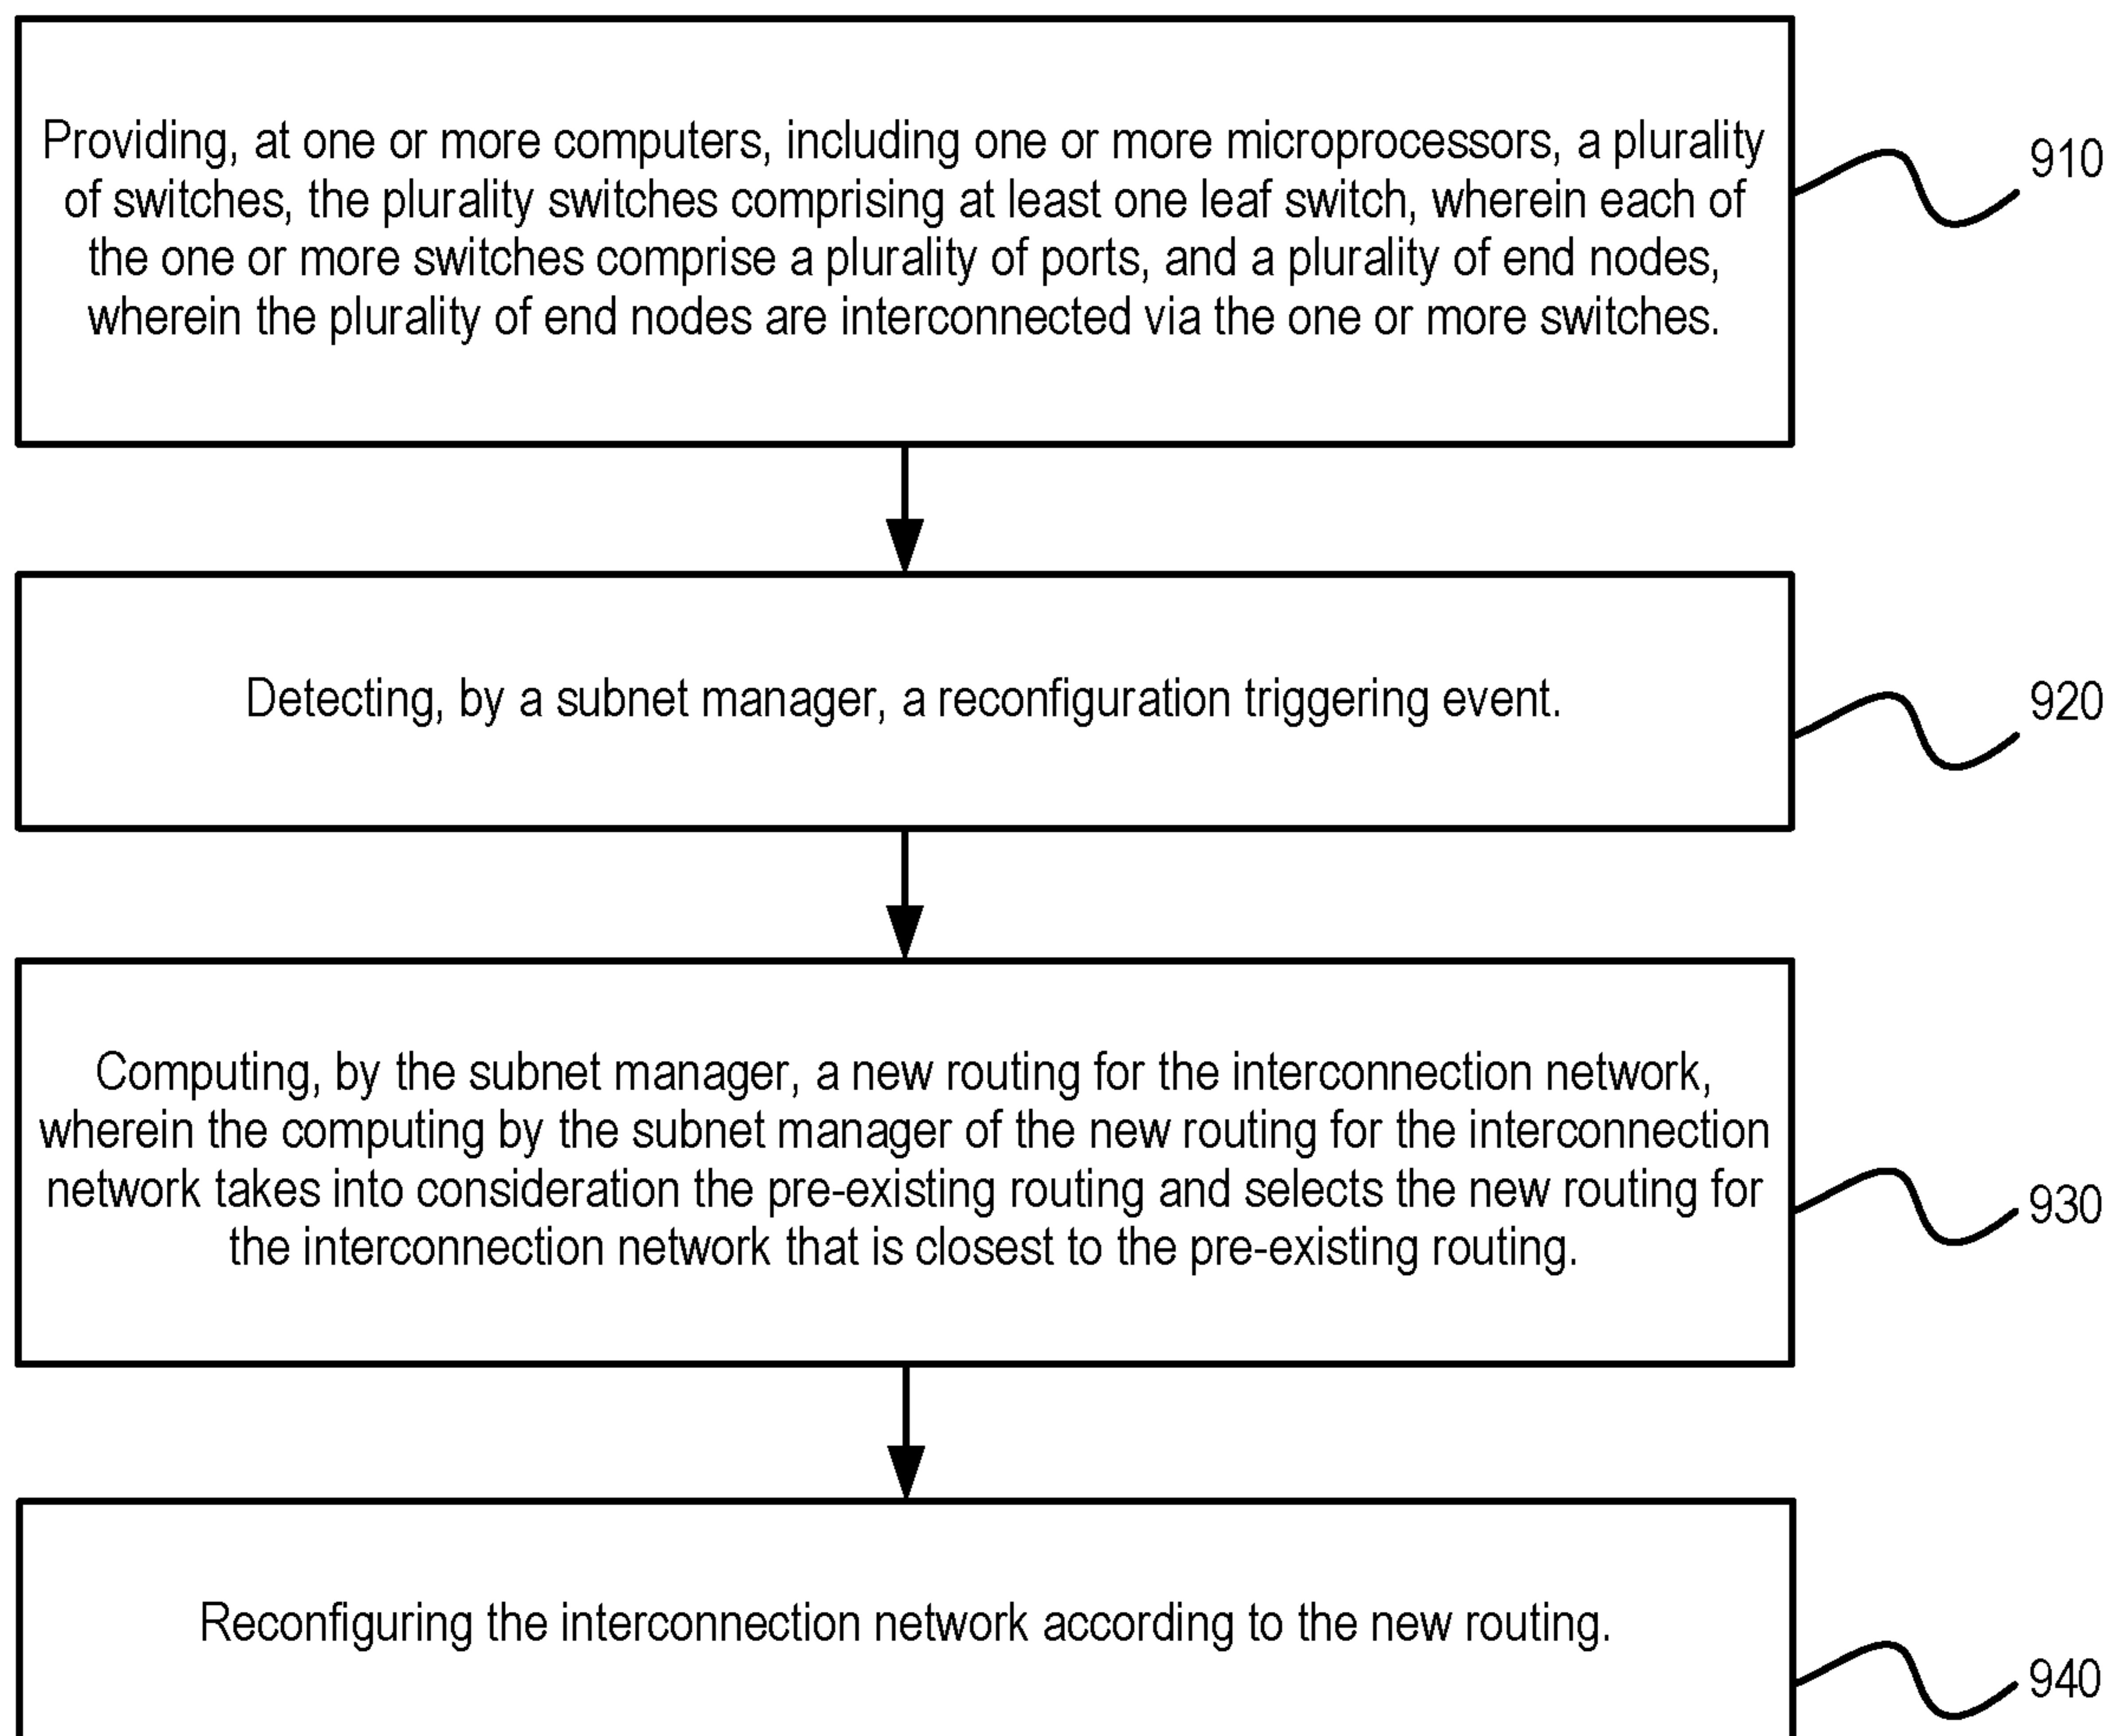 Providing, at one or more computers, including one or more microprocessors, a plurality
of switches, the plurality switches comprising at least one leaf switch, wherein each of
the one or more switches comprise a plurality of ports, and a plurality of end nodes,
wherein the plurality of end nodes are interconnected via the one or more switches.
910
Detecting, by a subnet manager, a reconfiguration triggering event.
920
Computing, by the subnet manager, a new routing for the interconnection network,
wherein the computing by the subnet manager of the new routing for the interconnection
network takes into consideration the pre-existing routing and selects the new routing for
the interconnection network that is closest to the pre-existing routing.
930
Reconfiguring the interconnection network according to the new routing.
940